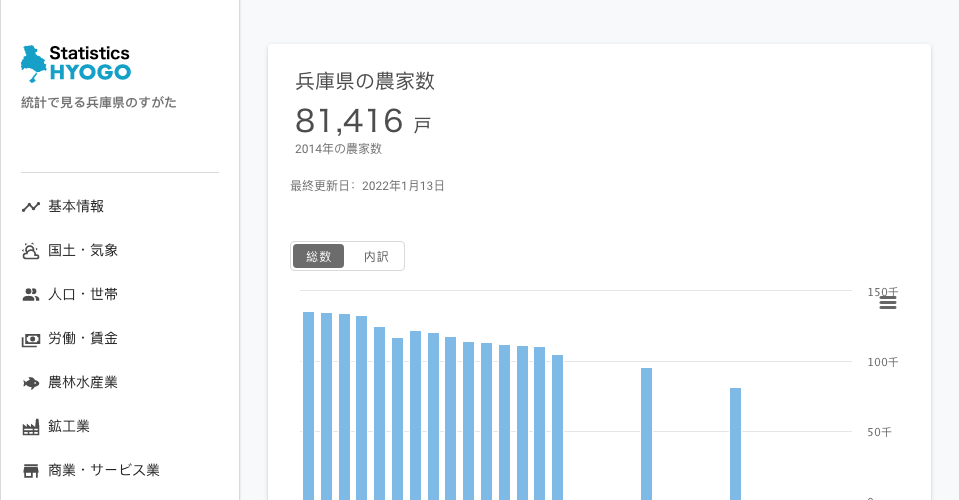 Statistics
HYOGO
統計で見る兵庫県のすがた
基本情報
国土・気象
人口・世帯
労働・賃金
農林水産業
鉱工業
商業・サービス業
兵庫県の農家数
81,416 戸
2014年の農家数
最終更新日：2022年1月13日
総数 内訳
150千
100千
50千